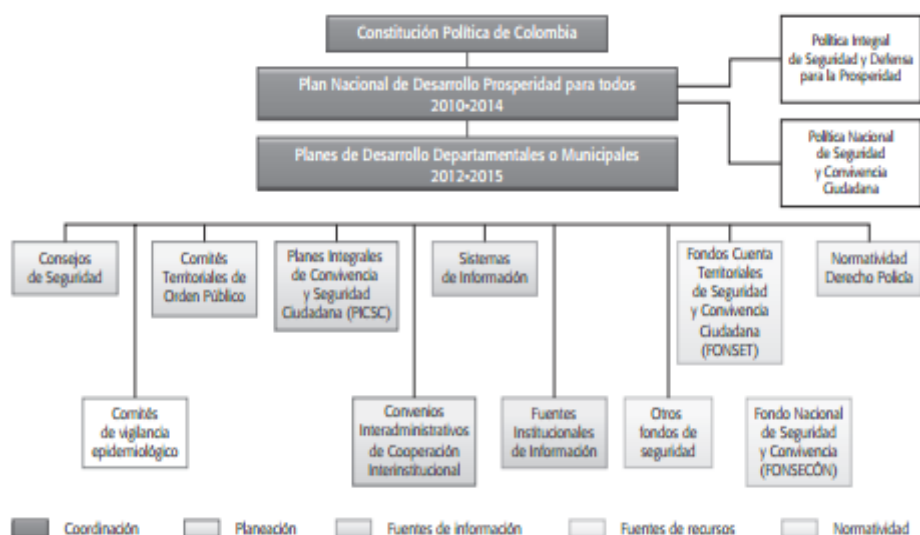 Constitución Política de Colombia
Plan Nacional de Desarrollo Prosperidad para todos
2010•2014
Planes de Desarrollo Departamentales o Municipales
2012•2015
Política Integral
de Seguridad y Defensa
para la Prosperidad
Política Nacional
de Seguridad
y Convivencia
Ciudadana
Consejos
de Seguridad
Comités
Territoriales de
Orden Público
Planes Integrales
de Convivencia
y Seguridad
Ciudadana (PICSC)
Sistemas
de Información
Fondos Cuenta
Territoriales
de Seguridad
y Convivencia
Ciudadana
(FONSET)
Normatividad
Derecho Policía
Comités
de vigilancia
epidemiológico
Convenios
Interadministrativos
de Cooperación
Interinstitucional
Fuentes
Institucionales
de Información
Otros
fondos de
seguridad
Fondo Nacional
de Seguridad
y Convivencia
(FONSECÓN)
Coordinación
Planeación
Fuentes de información
Fuentes de recursos
Normatividad